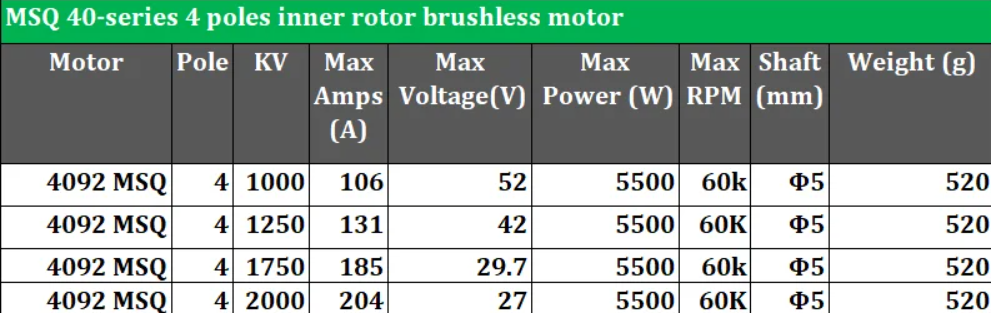 MSQ 40-series 4 poles inner rotor brushless motor
Motor Pole KV Max Amps (A) Max Voltage(V) Max Power (W) Max RPM Shaft (mm) Weight (g)
4092 MSQ 4 1000 106 52 5500 60k Φ5 520
4092 MSQ 4 1250 131 42 5500 60K Φ5 520
4092 MSQ 4 1750 185 29.7 5500 60k Φ5 520
4092 MSQ 4 2000 204 27 5500 60K Φ5 520